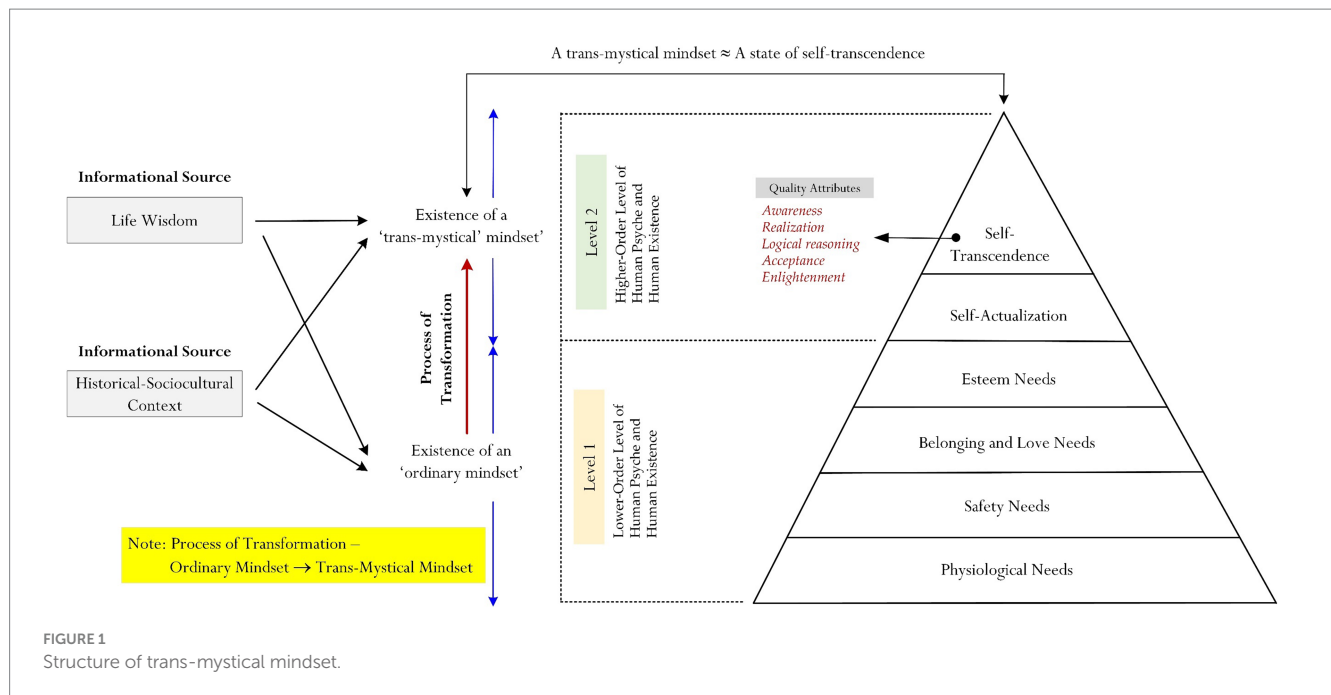 A trans-mystical mindset ≈ A state of self-transcendence
Informational Source
Life Wisdom
Informational Source
Historical-Sociocultural
Context
Existence of a
‘trans-mystical’ mindset’
Process of
Transformation
Existence of an
‘ordinary mindset’
Note: Process of Transformation –
Ordinary Mindset → Trans-Mystical Mindset
Level 2
Higher-Order Level of
Human Psyche and
Human Existence
Level 1
Lower-Order Level of
Human Psyche and
Human Existence
Quality Attributes
Awareness
Realization
Logical reasoning
Acceptance
Enlightenment
Self-
Transcendence
Self-Actualization
Esteem Needs
Belonging and Love Needs
Safety Needs
Physiological Needs
FIGURE 1
Structure of trans-mystical mindset.